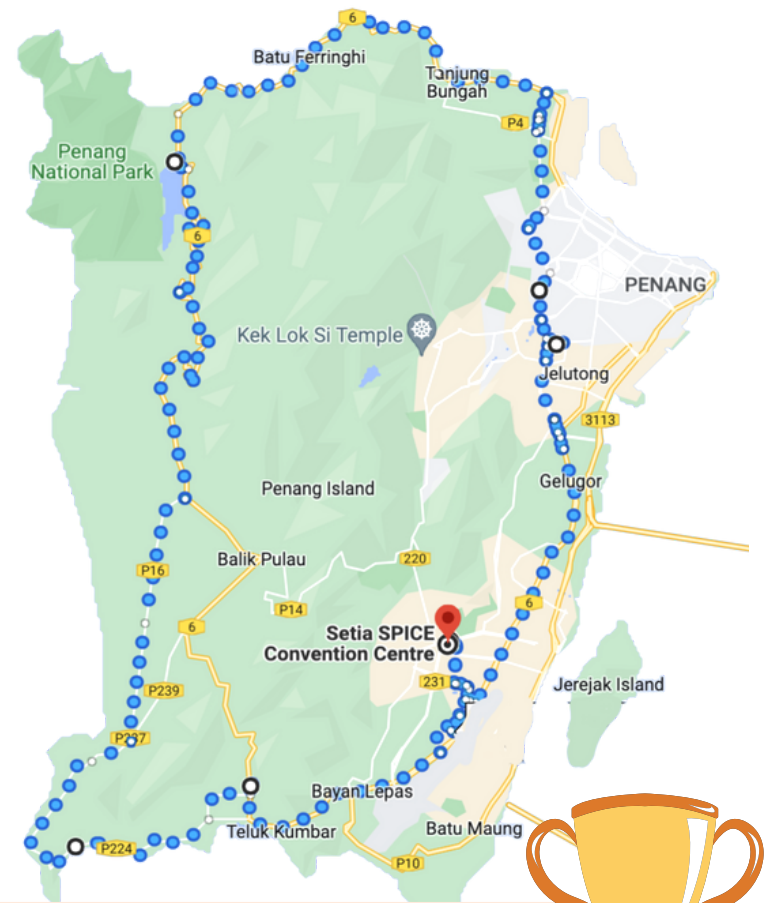 6
Batu Ferringhi
Tanjung
Bungah
P4
Penang
National Park
6
PENANG
Kek Lok Si Temple
Jelutong
3113
Gelugor
Penang Island
Balik Pulau
220
P16
P14
6
6
Setia SPICE
Convention Centre
231
Jerejak Island
P239
Bayan Lepas
Teluk Kumbar
Batu Maung
P224
P10